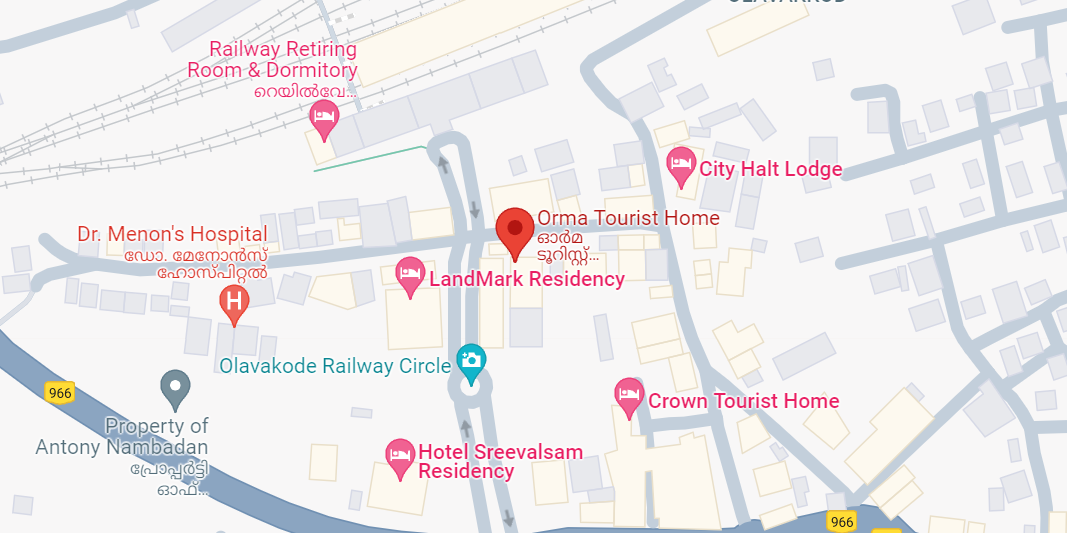 Railway Retiring
Room & Dormitory
റെയിൽവേ...
City Halt Lodge
Orma Tourist Home
ഓർമ
ടൂറിസ്റ്റ്...
Dr. Menon's Hospital
ഡോ. മേനോൻസ്
ഹോസ്പിറ്റൽ
LandMark Residency
H
Olavakode Railway Circle
966
Crown Tourist Home
Property of
Antony Nambadan
പ്രോപ്പർട്ടി
ഓഫ്...
Hotel Sreevalsam
Residency
966